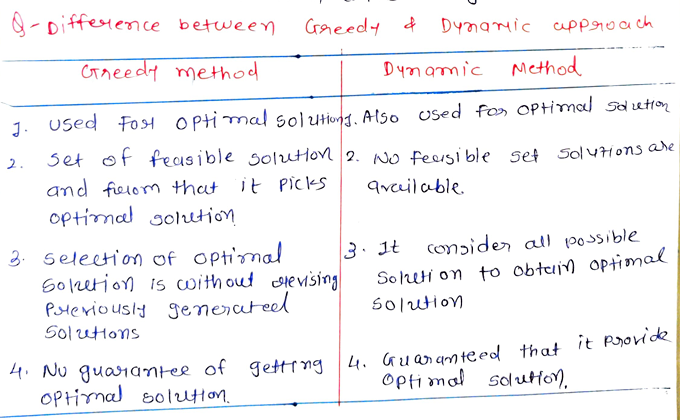 Q - Difference between Greedy & Dynamic approach
Greedy method
1. Used for optimal solution
2. Set of feasible solution
and from that it picks
optimal solution
3. Selection of optimal
solution is without revising
previously generated
solutions
4. No guarantee of getting
optimal solution.
Dynamic Method
1. Also used for optimal solution
2. No feasible set solutions are
available.
3. It consider all possible
solution to obtain optimal
solution
4. Guaranteed that it provide
optimal solution.